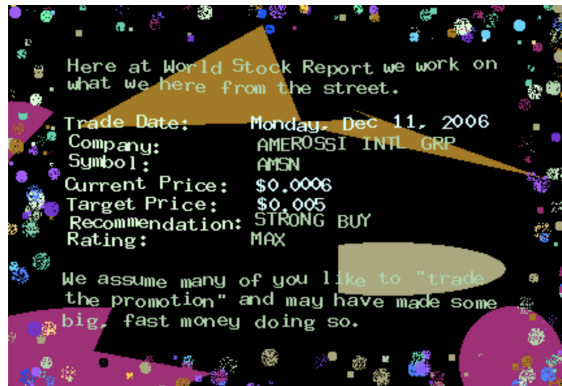 Here at World Stock Report we work on
what we here from the street.
Trade Date: Monday, Dec 11, 2006
Company: AMEROSSI INTL GRP
Symbol: AMSN
Current Price: $0.0006
Target Price: $0.005
Recommendation: STRONG BUY
Rating: MAX
We assume many of you like to "trade
the promotion" and may have made some
big, fast money doing so.